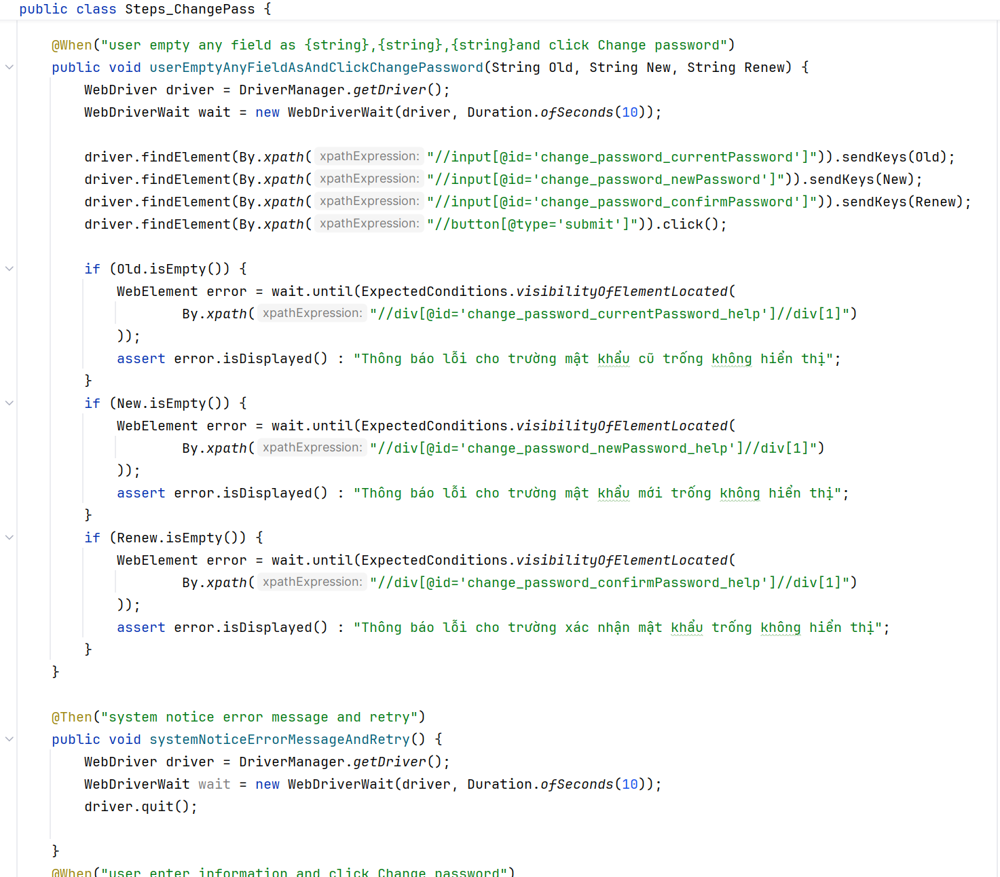 public class Steps_ChangePass {
@When("user empty any field as {string},{string},{string}and click Change password")
public void userEmptyAnyFieldAsAndClickChangePassword(String Old, String New, String Renew) {
WebDriver driver = DriverManager.getDriver();
WebDriverWait wait = new WebDriverWait(driver, Duration.ofSeconds(10));
driver.findElement(By.xpath( xpathExpression: "//input[@id='change_password_currentPassword']")).sendKeys(Old);
driver.findElement(By.xpath( xpathExpression: "//input[@id='change_password_newPassword']")).sendKeys(New);
driver.findElement(By.xpath( xpathExpression: "//input[@id='change_password_confirmPassword']")).sendKeys(Renew);
driver.findElement(By.xpath( xpathExpression: "//button[@type='submit']")).click();
if (Old.isEmpty()) {
WebElement error = wait.until(ExpectedConditions.visibilityOfElementLocated(
By.xpath( xpathExpression: "//div[@id='change_password_currentPassword_help']//div[1]")
));
assert error.isDisplayed() : "Thông báo lỗi cho trường mật khẩu cũ trống không hiển thị";
}
if (New.isEmpty()) {
WebElement error = wait.until(ExpectedConditions.visibilityOfElementLocated(
By.xpath( xpathExpression: "//div[@id='change_password_newPassword_help']//div[1]")
));
assert error.isDisplayed() : "Thông báo lỗi cho trường mật khẩu mới trống không hiển thị";
}
if (Renew.isEmpty()) {
WebElement error = wait.until(ExpectedConditions.visibilityOfElementLocated(
By.xpath( xpathExpression: "//div[@id='change_password_confirmPassword_help']//div[1]")
));
assert error.isDisplayed() : "Thông báo lỗi cho trường xác nhận mật khẩu trống không hiển thị";
}
}
@Then("system notice error message and retry")
public void systemNoticeErrorMessageAndRetry() {
WebDriver driver = DriverManager.getDriver();
WebDriverWait wait = new WebDriverWait(driver, Duration.ofSeconds(10));
driver.quit();
}
@When("user enter information and click Change password")